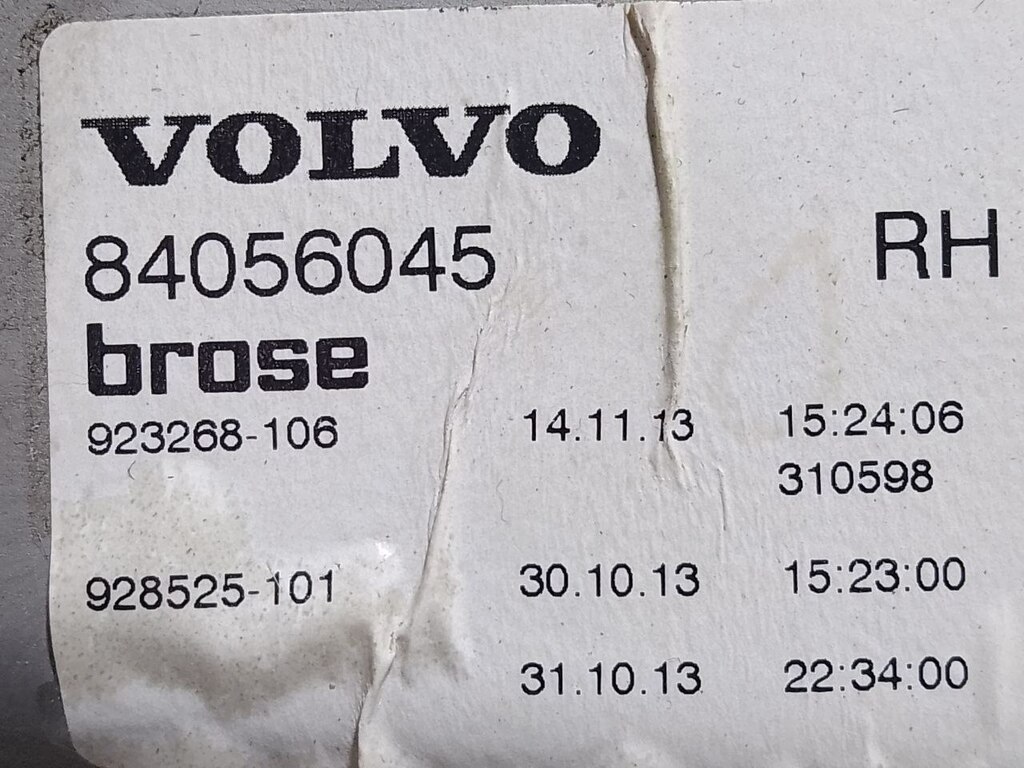 VOLVO
84056045 RH
brose
923268-106 14.11.13 15:24:06
310598
928525-101 30.10.13 15:23:00
31.10.13 22:34:00